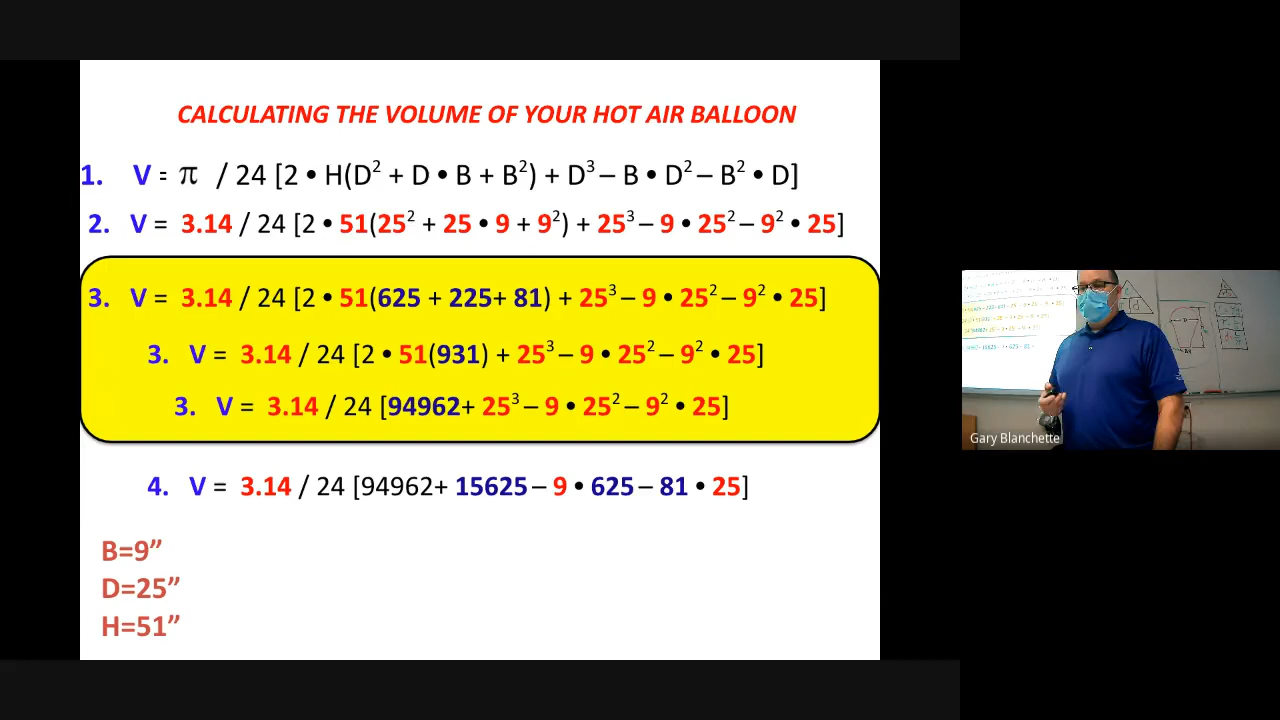 CALCULATING THE VOLUME OF YOUR HOT AIR BALLOON
1. V = π / 24 [2 • H(D² + D • B + B²) + D³ – B • D² – B² • D]
2. V = 3.14 / 24 [2 • 51(25² + 25 • 9 + 9²) + 25³ – 9 • 25² – 9² • 25]
3. V = 3.14 / 24 [2 • 51(625 + 225+ 81) + 25³ – 9 • 25² – 9² • 25]
3. V = 3.14 / 24 [2 • 51(931) + 25³ – 9 • 25² – 9² • 25]
3. V = 3.14 / 24 [94962+ 25³ – 9 • 25² – 9² • 25]
4. V = 3.14 / 24 [94962+ 15625 – 9 • 625 – 81 • 25]
B=9”
D=25”
H=51”
Gary Blanchette